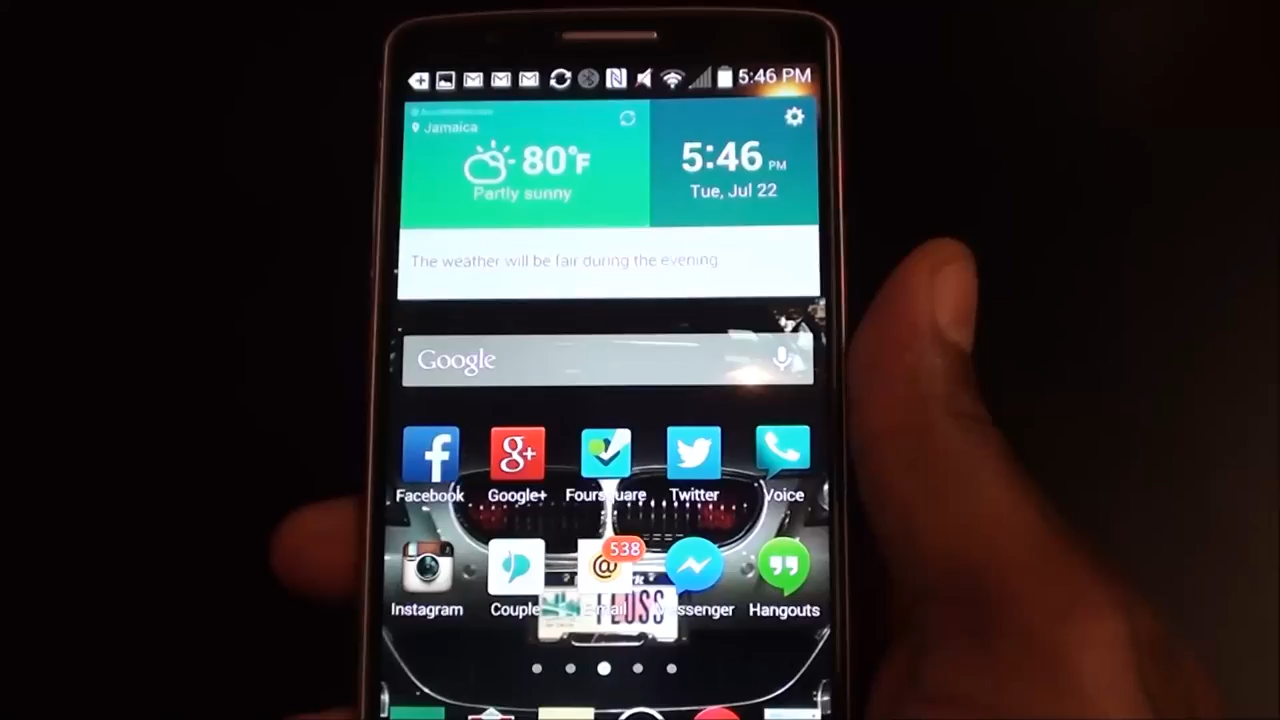 5:46 PM
Jamaica
80°F
Partly sunny
5:46 PM
Tue, Jul 22
The weather will be fair during the evening.
Google
Facebook Google+ Foursquare Twitter Voice
538
Instagram Couple Email Messenger Hangouts